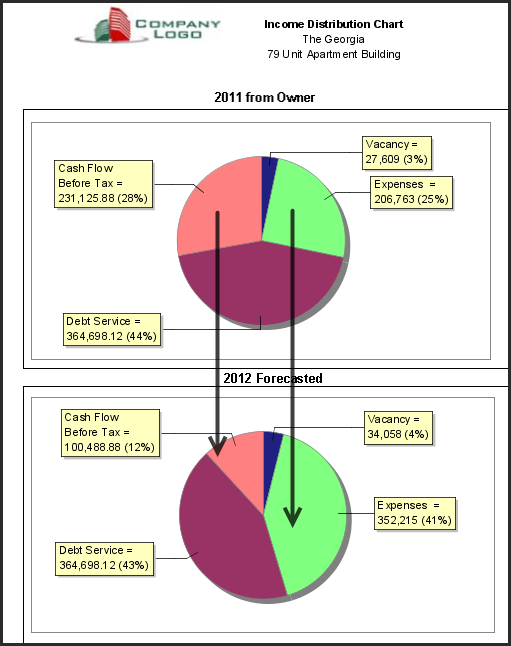 COMPANY
LOGO
Income Distribution Chart
The Georgia
79 Unit Apartment Building
2011 from Owner
Vacancy =
27,609 (3%)
Cash Flow
Before Tax =
231,125.88 (28%)
Expenses =
206,763 (25%)
Debt Service =
364,698.12 (44%)
2012 Forecasted
Cash Flow
Before Tax =
100,488.88 (12%)
Vacancy =
34,058 (4%)
Expenses =
352,215 (41%)
Debt Service =
364,698.12 (43%)